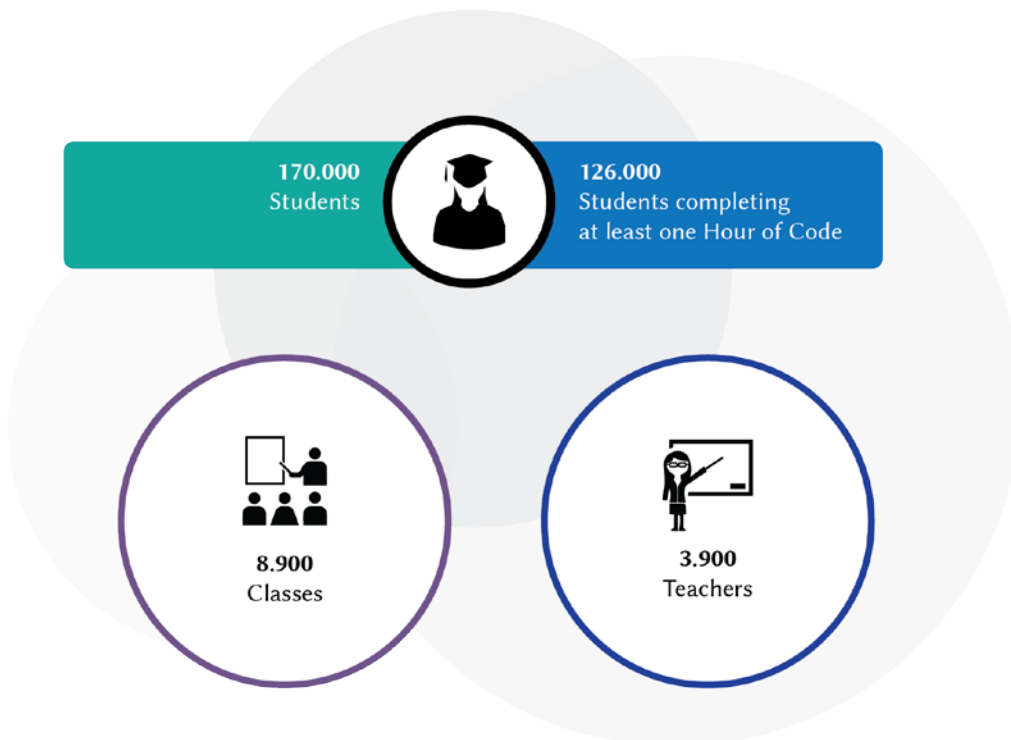 170.000
Students
126.000
Students completing
at least one Hour of Code
8.900
Classes
3.900
Teachers